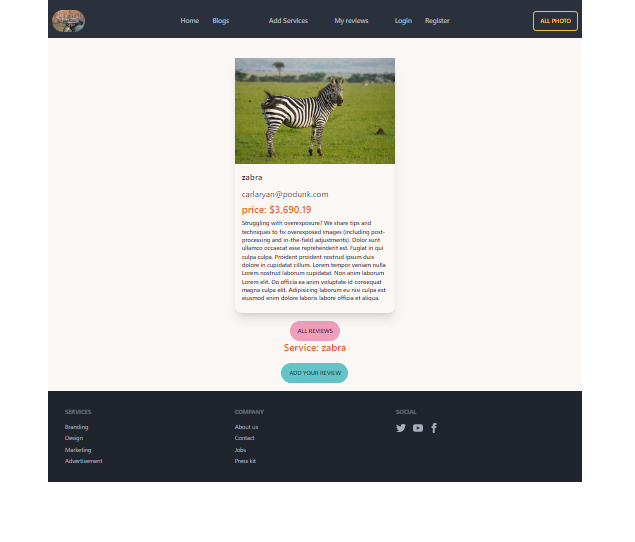 Home Blogs Add Services My reviews Login Register ALL PHOTO
zabra
carlaryan@podunk.com
price: $3,690.19
Struggling with overexposure? We share tips and
techniques to fix overexposed images (including post-
processing and in-the-field adjustments). Dolor sunt
ullamco occaecat esse reprehenderit est. Fugiat in qui
culpa culpa. Proident proident nostrud ipsum duis
dolore in cupidatat cillum. Lorem tempor veniam nulla
Lorem nostrud laborum cupidatat. Non anim laborum
Lorem elit. Do officia ea anim voluptate id consequat
magna culpa elit. Adipisicing laborum eu nisi culpa est
eiusmod enim dolore laboris labore officia et aliqua.
ALL REVIEWS
Service: zabra
ADD YOUR REVIEW
SERVICES
Branding
Design
Marketing
Advertisement
COMPANY
About us
Contact
Jobs
Press kit
SOCIAL